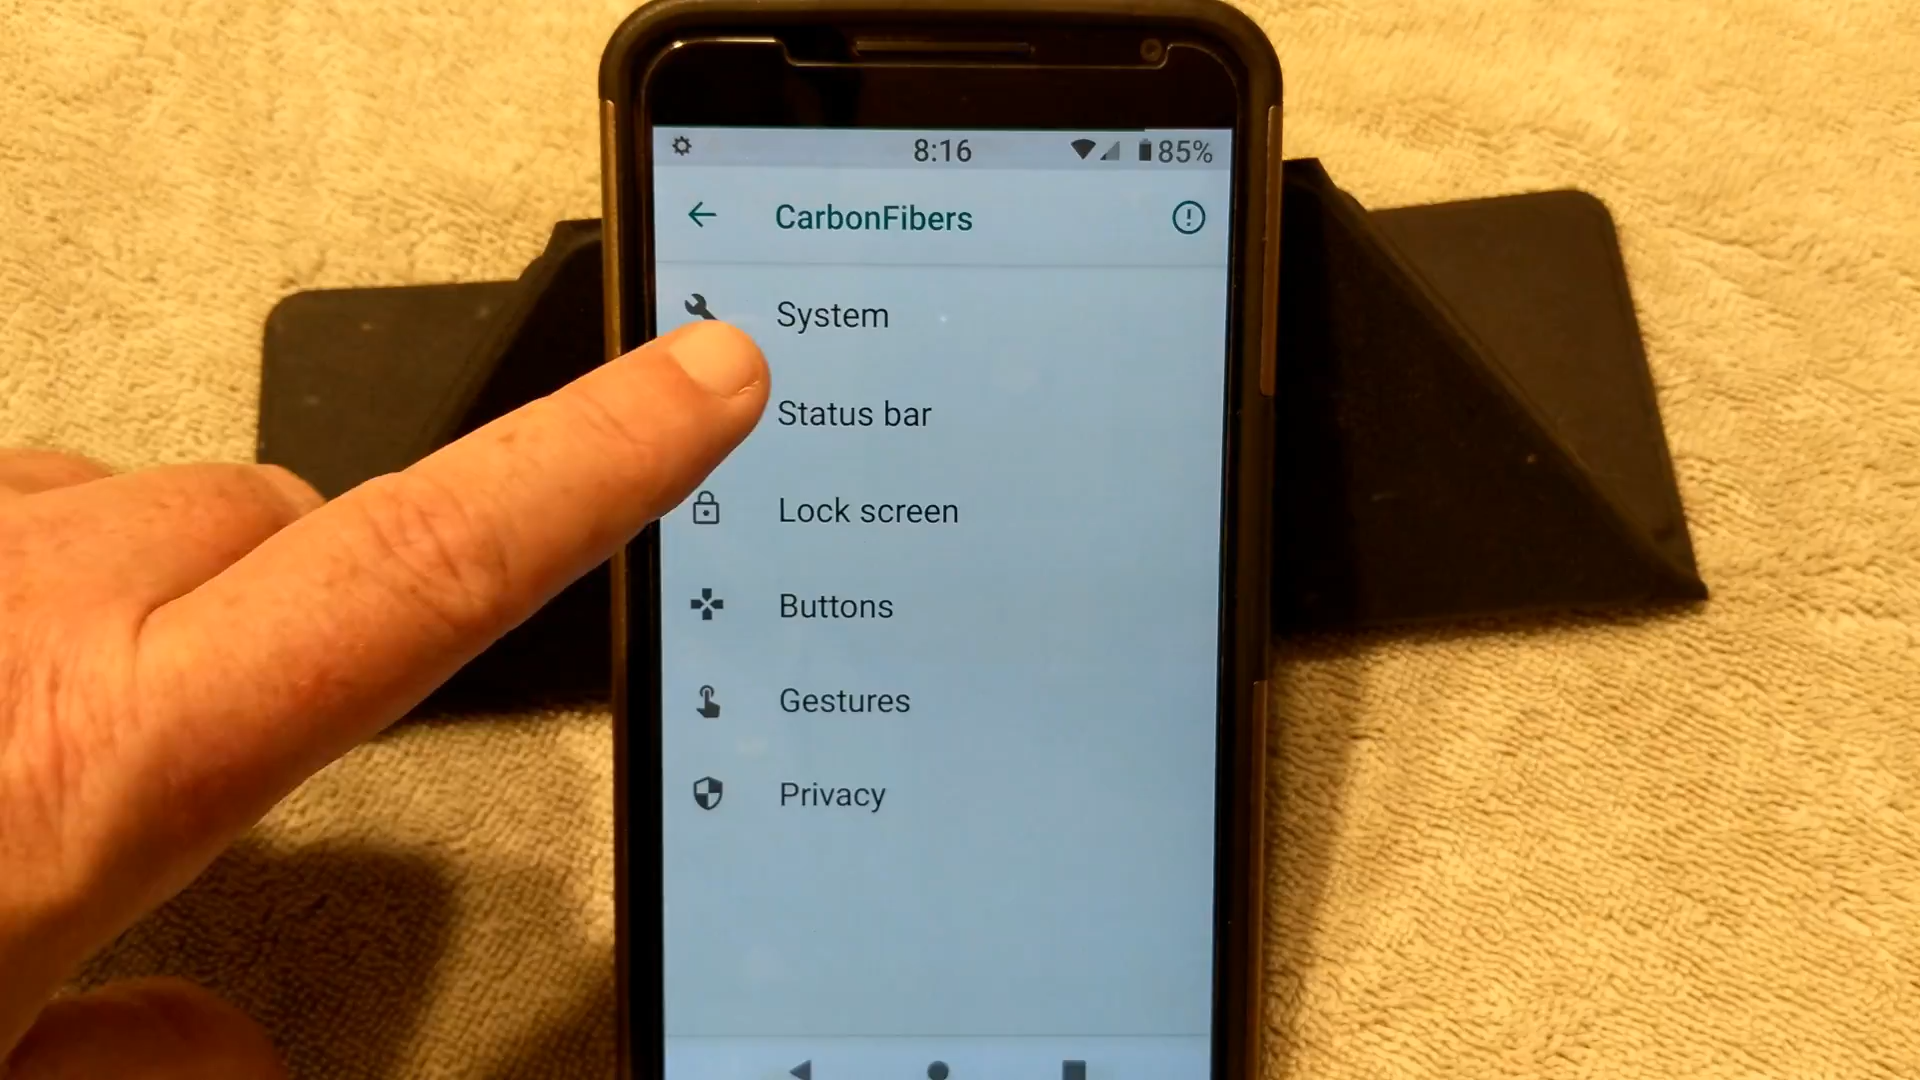 8:16 85%
CarbonFibers
System
Status bar
Lock screen
Buttons
Gestures
Privacy